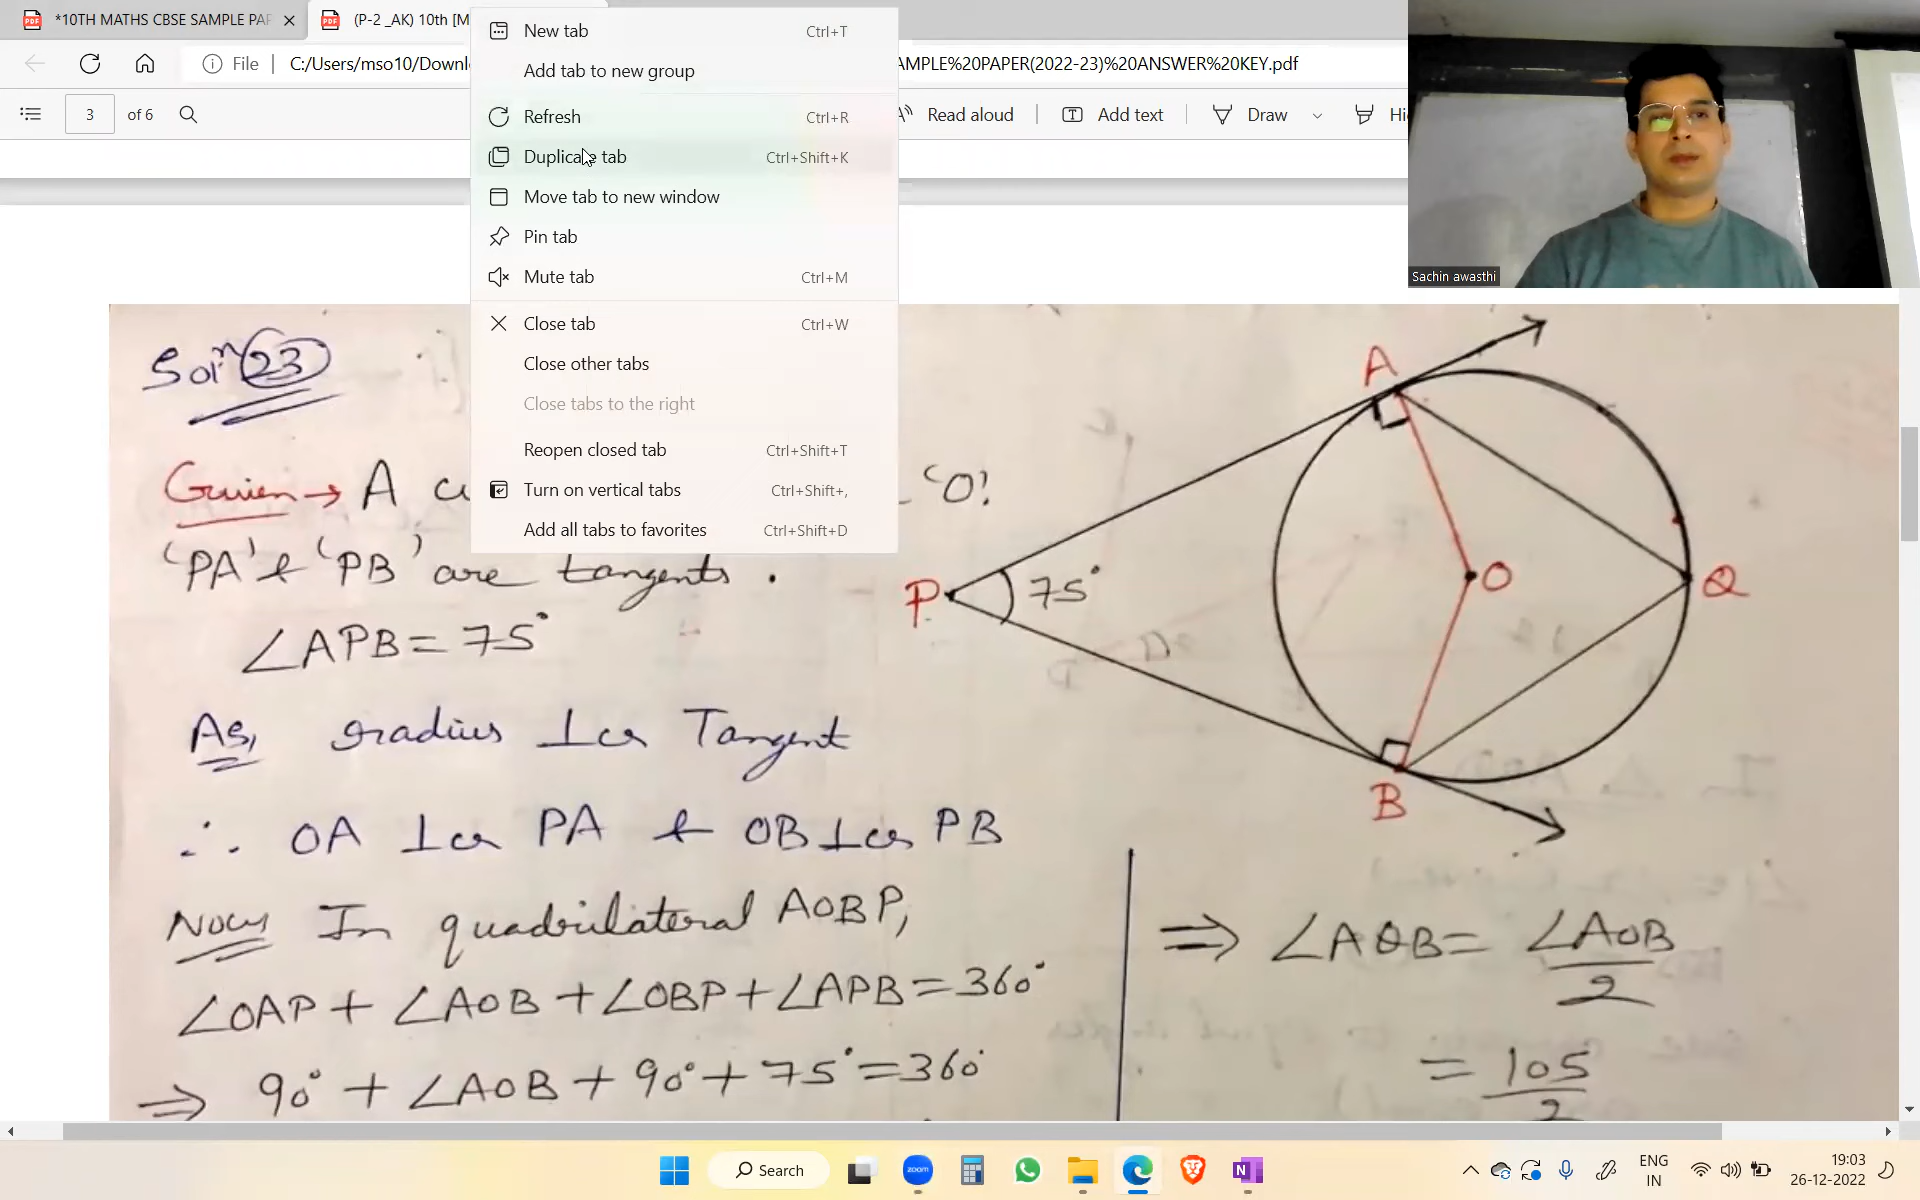 *10TH MATHS CBSE SAMPLE PAP
(P-2 _AK) 10th [M
File
C:/Users/mso10/Downl
AMPLE%20PAPER(2022-23)%20ANSWER%20KEY.pdf
3
of 6
Read aloud
Add text
Draw
Hi
New tab Ctrl+T
Add tab to new group
Refresh Ctrl+R
Duplicate tab Ctrl+Shift+K
Move tab to new window
Pin tab
Mute tab Ctrl+M
Close tab Ctrl+W
Close other tabs
Close tabs to the right
Reopen closed tab Ctrl+Shift+T
Turn on vertical tabs Ctrl+Shift+,
Add all tabs to favorites Ctrl+Shift+D
Sachin awasthi
Solⁿ 23
Given → A ci
'O'.
'PA' & 'PB' are tangents.
∠APB = 75°
As, radius ⊥er Tangent
∴ OA ⊥er PA & OB ⊥er PB
Now In quadrilateral AOBP,
∠OAP + ∠AOB + ∠OBP + ∠APB = 360°
⇒ 90° + ∠AOB + 90° + 75° = 360°
A
P
75°
O
Q
B
⇒ ∠AQB = ∠AOB
2
= 105
2
Search
zoom
ENG
IN
19:03
26-12-2022